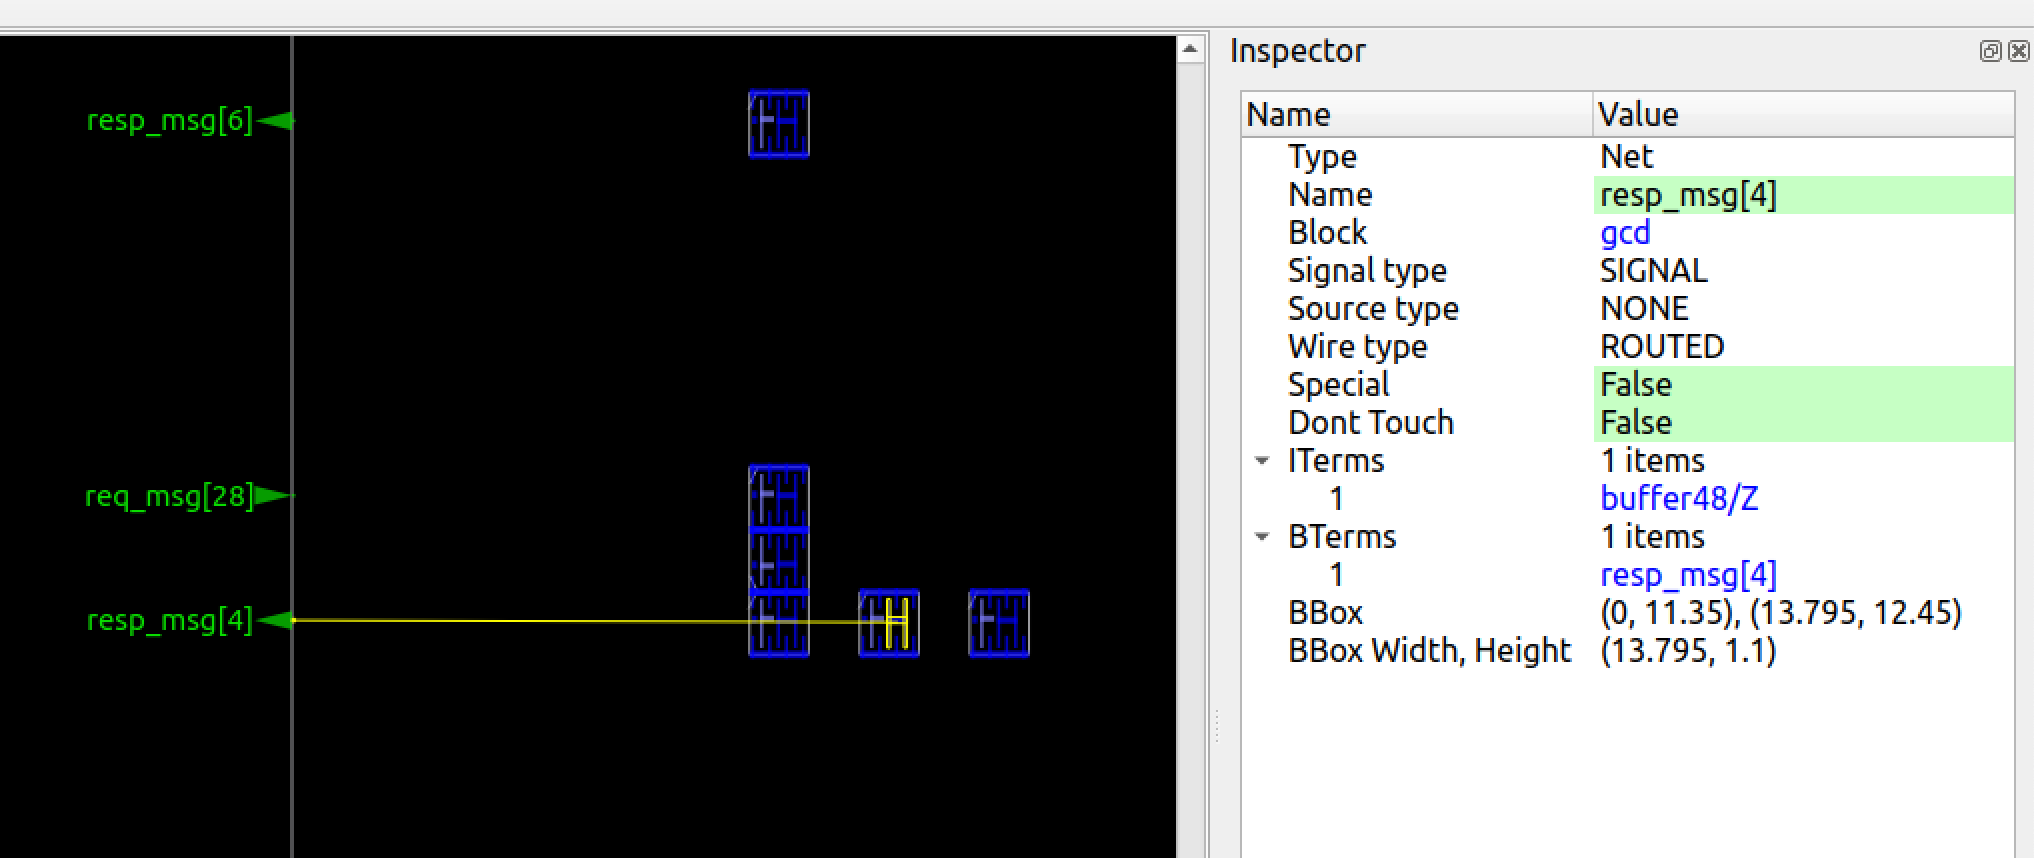 resp_msg[6]
req_msg[28]
resp_msg[4]
Inspector
Name Value
Type Net
Name resp_msg[4]
Block gcd
Signal type SIGNAL
Source type NONE
Wire type ROUTED
Special False
Dont Touch False
ITerms 1 items
1 buffer48/Z
BTerms 1 items
1 resp_msg[4]
BBox (0, 11.35), (13.795, 12.45)
BBox Width, Height (13.795, 1.1)